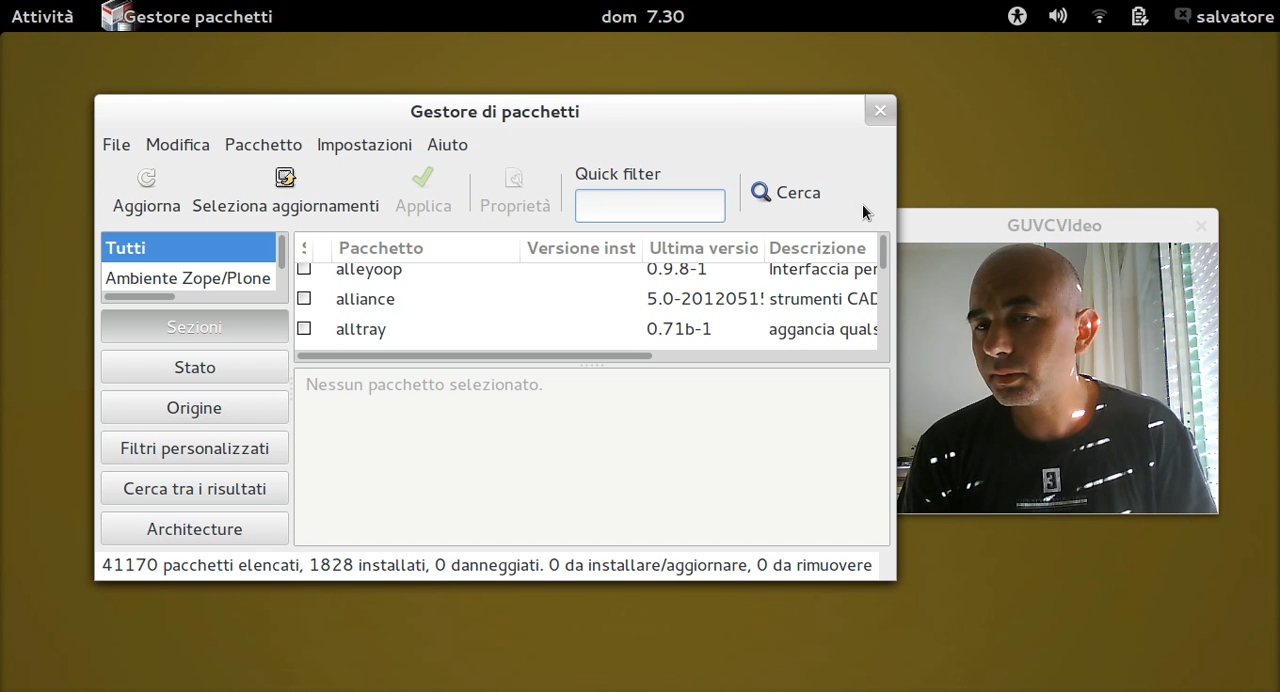 Attività Gestore pacchetti dom 7.30 salvatore
Gestore di pacchetti
File Modifica Pacchetto Impostazioni Aiuto
Aggiorna Seleziona aggiornamenti Applica Proprietà Quick filter Cerca
GUVCVIdeo
Tutti
Ambiente Zope/Plone
S Pacchetto Versione inst Ultima versio Descrizione
alleyoop 0.9.8-1 Interfaccia per
alliance 5.0-2012051 strumenti CAD
alltray 0.71b-1 aggancia quals
Sezioni
Stato
Origine
Filtri personalizzati
Cerca tra i risultati
Architecture
Nessun pacchetto selezionato.
3
41170 pacchetti elencati, 1828 installati, 0 danneggiati. 0 da installare/aggiornare, 0 da rimuovere